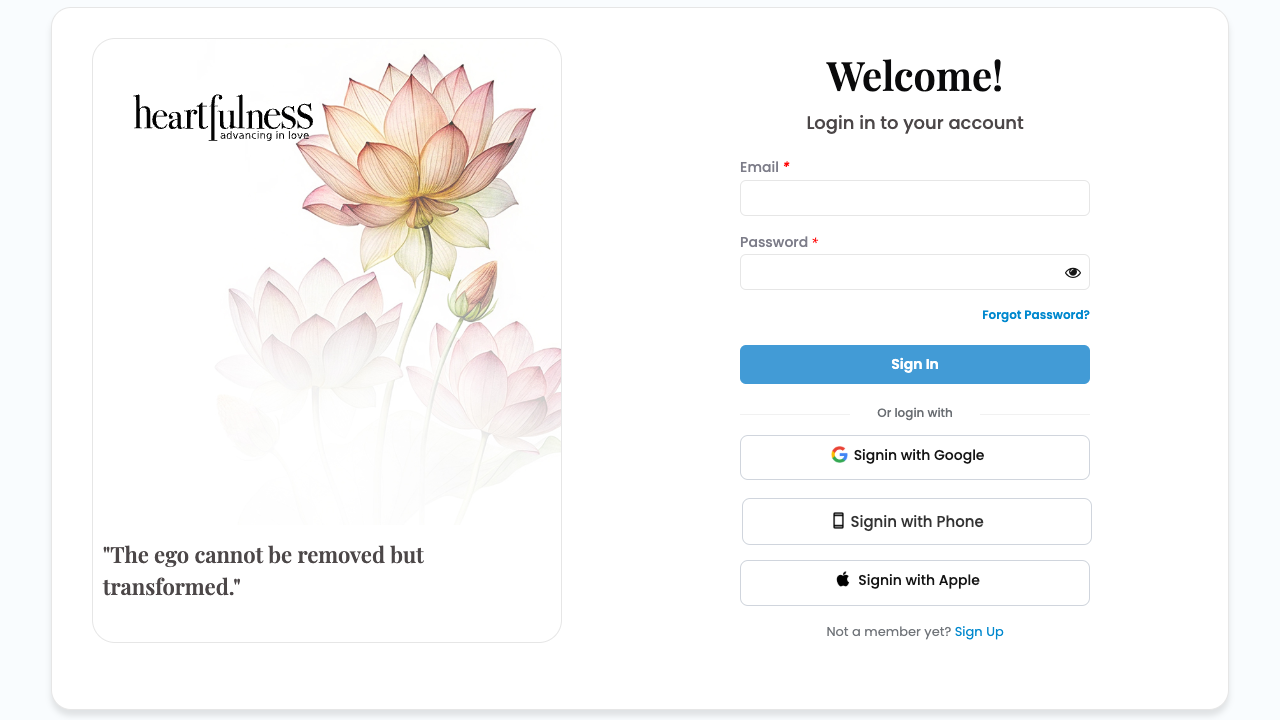 heartfulness
advancing in love
"The ego cannot be removed but
transformed."
Welcome!
Login in to your account
Email *
Password *
Forgot Password?
Sign In
Or login with
Signin with Google
Signin with Phone
Signin with Apple
Not a member yet? Sign Up